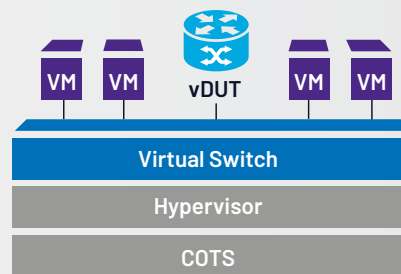 VM
VM
vDUT
VM
VM
Virtual Switch
Hypervisor
COTS